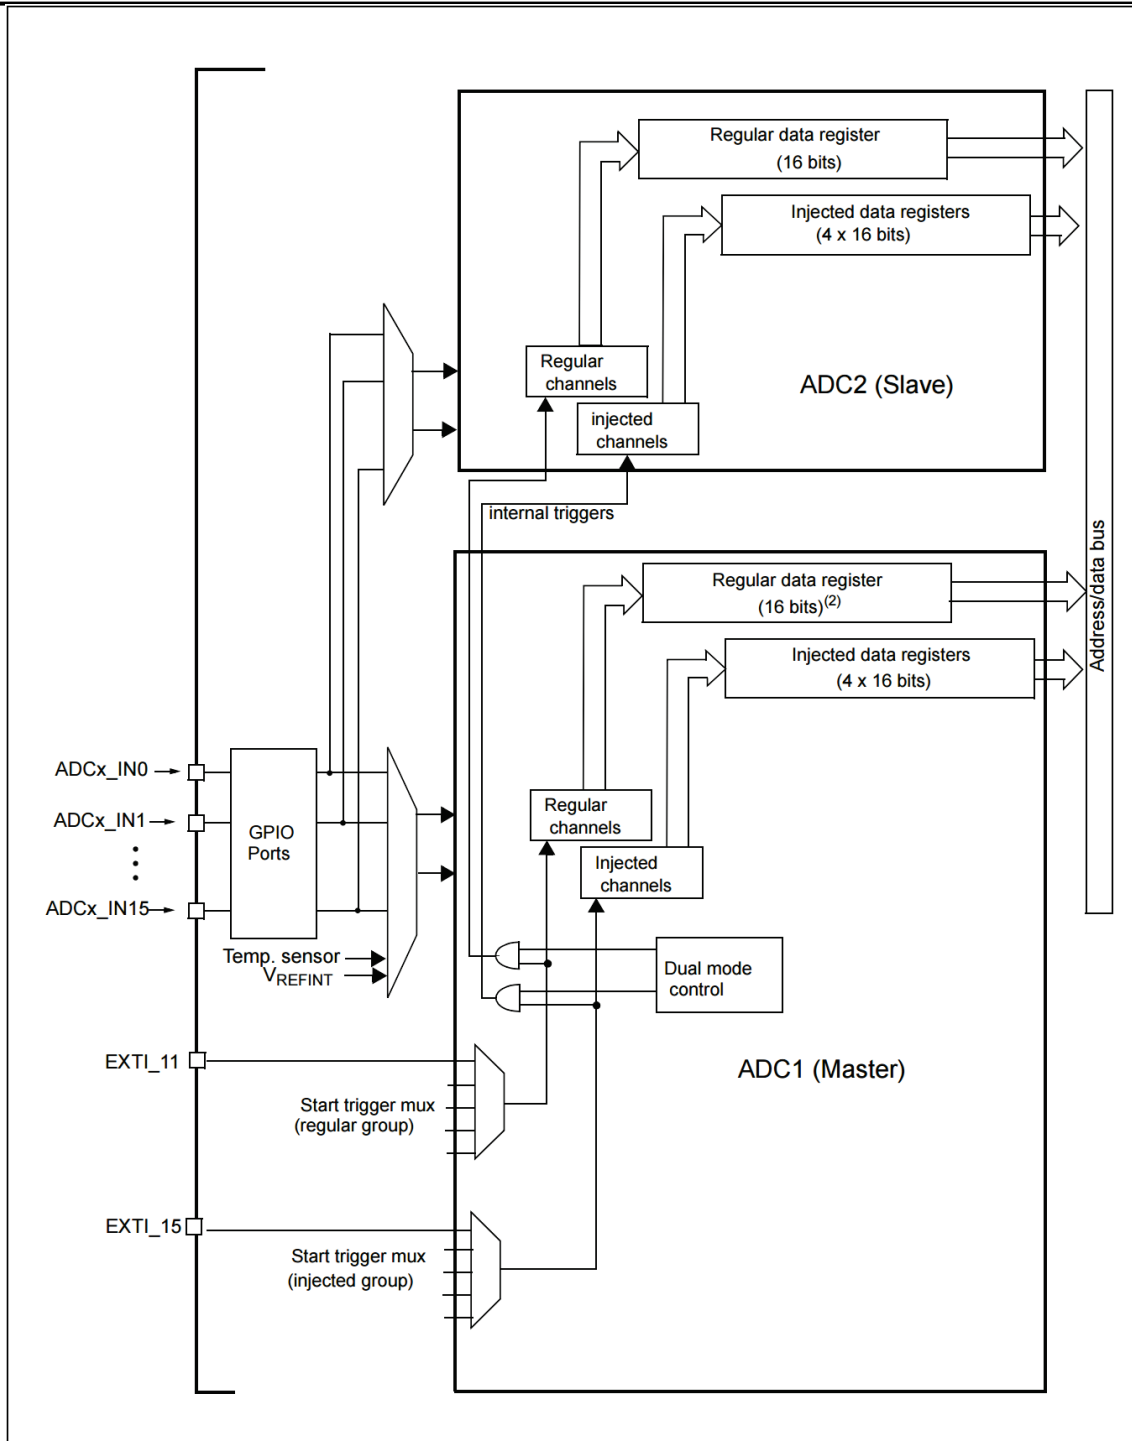 Regular data register
(16 bits)
Injected data registers
(4 x 16 bits)
Regular
channels
ADC2 (Slave)
injected
channels
internal triggers
Address/data bus
Regular data register
(16 bits)(2)
Injected data registers
(4 x 16 bits)
ADCx_IN0
ADCx_IN1
ADCx_IN15
GPIO
Ports
Regular
channels
Injected
channels
Temp. sensor
VREFINT
Dual mode
control
EXTI_11
ADC1 (Master)
Start trigger mux
(regular group)
EXTI_15
Start trigger mux
(injected group)